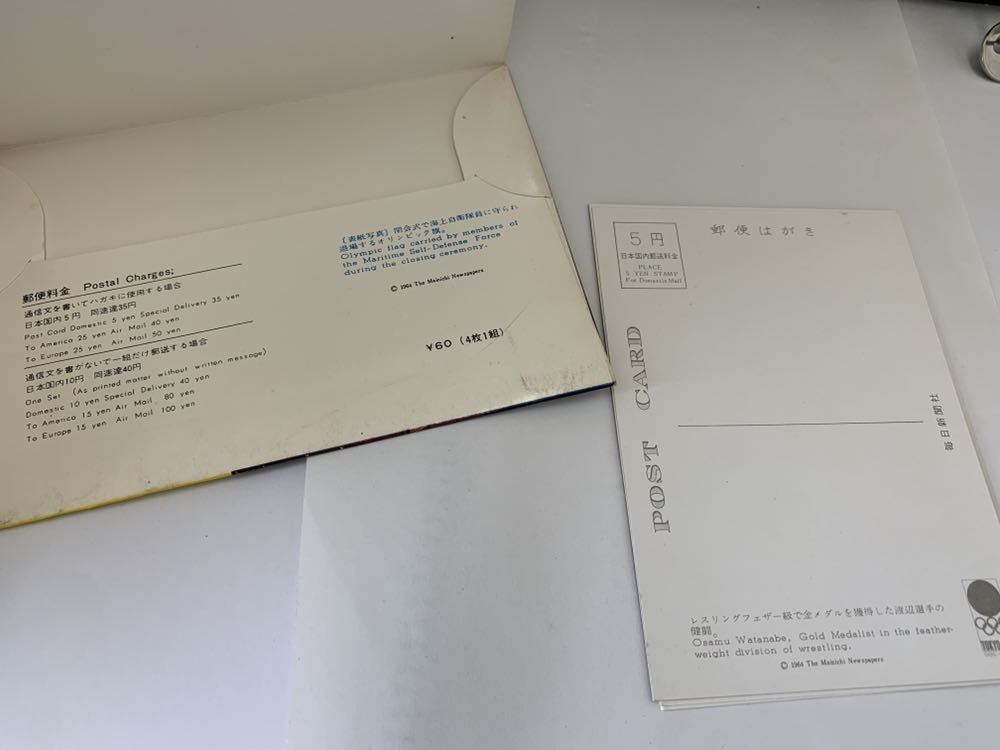 [表紙写真] 閉会式で海上自衛隊員に守られ
退場するオリンピック旗。
Olympic flag carried by members of
the Maritime Self-Defense Force
during the closing ceremony.
© 1964 The Mainichi Newspapers
¥60 (4枚1組)
郵便料金 Postal Charges;
通信文を書いてハガキに使用する場合
日本国内5円 同速達35円
Post Card Domestic 5 yen Special Delivery 35 yen
To America 25 yen Air Mail 40 yen
To Europe 25 yen Air Mail 50 yen
通信文を書かないで一組だけ郵送する場合
日本国内10円 同速達40円
One Set (As printed matter without written message)
Domestic 10 yen Special Delivery 40 yen
To America 15 yen Air Mail 80 yen
To Europe 15 yen Air Mail 100 yen
5円
日本国内郵送料金
PLACE
5 YEN STAMP
For Domestic Mail
郵便はがき
POST CARD
毎日新聞社
レスリングフェザー級で金メダルを獲得した渡辺選手の
健闘。
Osamu Watanabe, Gold Medalist in the feather-
weight division of wrestling.
© 1964 The Mainichi Newspapers
TOKYO